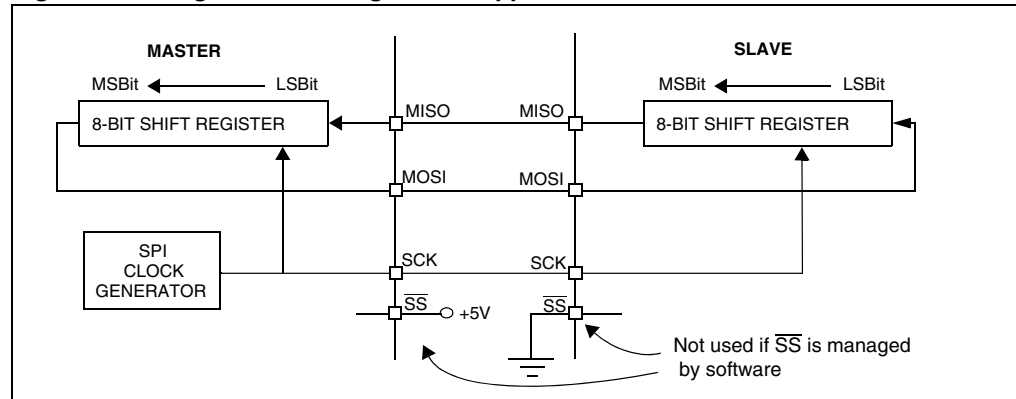 MASTER
MSBit
LSBit
8-BIT SHIFT REGISTER
SPI
CLOCK
GENERATOR
MISO
MISO
MOSI
MOSI
SCK
SCK
SS
+5V
SS
SLAVE
MSBit
LSBit
8-BIT SHIFT REGISTER
Not used if SS is managed
by software